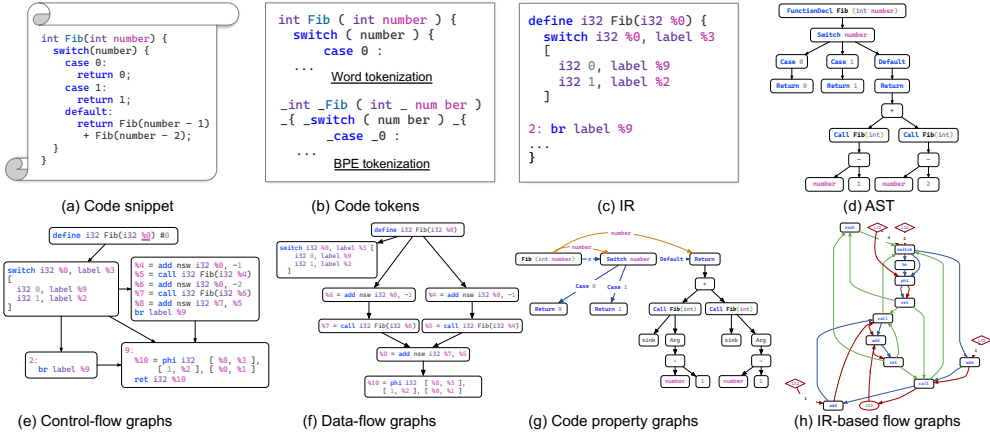 int Fib(int number) {
switch(number) {
case 0:
return 0;
case 1:
return 1;
default:
return Fib(number - 1)
+ Fib(number - 2);
}
}
(a) Code snippet
int Fib ( int number ) {
switch ( number ) {
case 0 :
...
Word tokenization
_int _Fib ( int _ num ber )
_{ _switch ( num ber ) _{
_case _0 :
...
BPE tokenization
(b) Code tokens
define i32 Fib(i32 %0) {
switch i32 %0, label %3
[
i32 0, label %9
i32 1, label %2
]
2: br label %9
...
}
(c) IR
FunctionDecl Fib (int number)
Switch number
Case 0
Case 1
Default
Return 0
Return 1
Return
+
Call Fib(int)
Call Fib(int)
-
-
number
1
number
2
(d) AST
define i32 Fib(i32 %0) #0
switch i32 %0, label %3
[
i32 0, label %9
i32 1, label %2
]
%4 = add nsw i32 %0, -1
%5 = call i32 Fib(i32 %4)
%6 = add nsw i32 %0, -2
%7 = call i32 Fib(i32 %6)
%8 = add nsw i32 %7, %5
br label %9
2:
br label %9
9:
%10 = phi i32 [ %8, %3 ],
[ 1, %2 ], [ %0, %1 ]
ret i32 %10
(e) Control-flow graphs
define i32 Fib(i32 %0)
switch i32 %0, label %3 [
i32 0, label %9
i32 1, label %2
]
%6 = add nsw i32 %0, -2
%4 = add nsw i32 %0, -1
%7 = call i32 Fib(i32 %6)
%5 = call i32 Fib(i32 %4)
%8 = add nsw i32 %7, %5
%10 = phi i32 [ %8, %3 ],
[ 1, %2 ], [ %0, %1 ]
(f) Data-flow graphs
number
number
Fib (int number)
Switch number
Default
Return
Case 0
Case 1
Return 0
Return 1
+
Call Fib(int)
Call Fib(int)
sink
Arg
sink
Arg
-
-
number
1
number
1
(g) Code property graphs
switch
br
phi
ret
call
add
ret
add
call
add
i32
(h) IR-based flow graphs